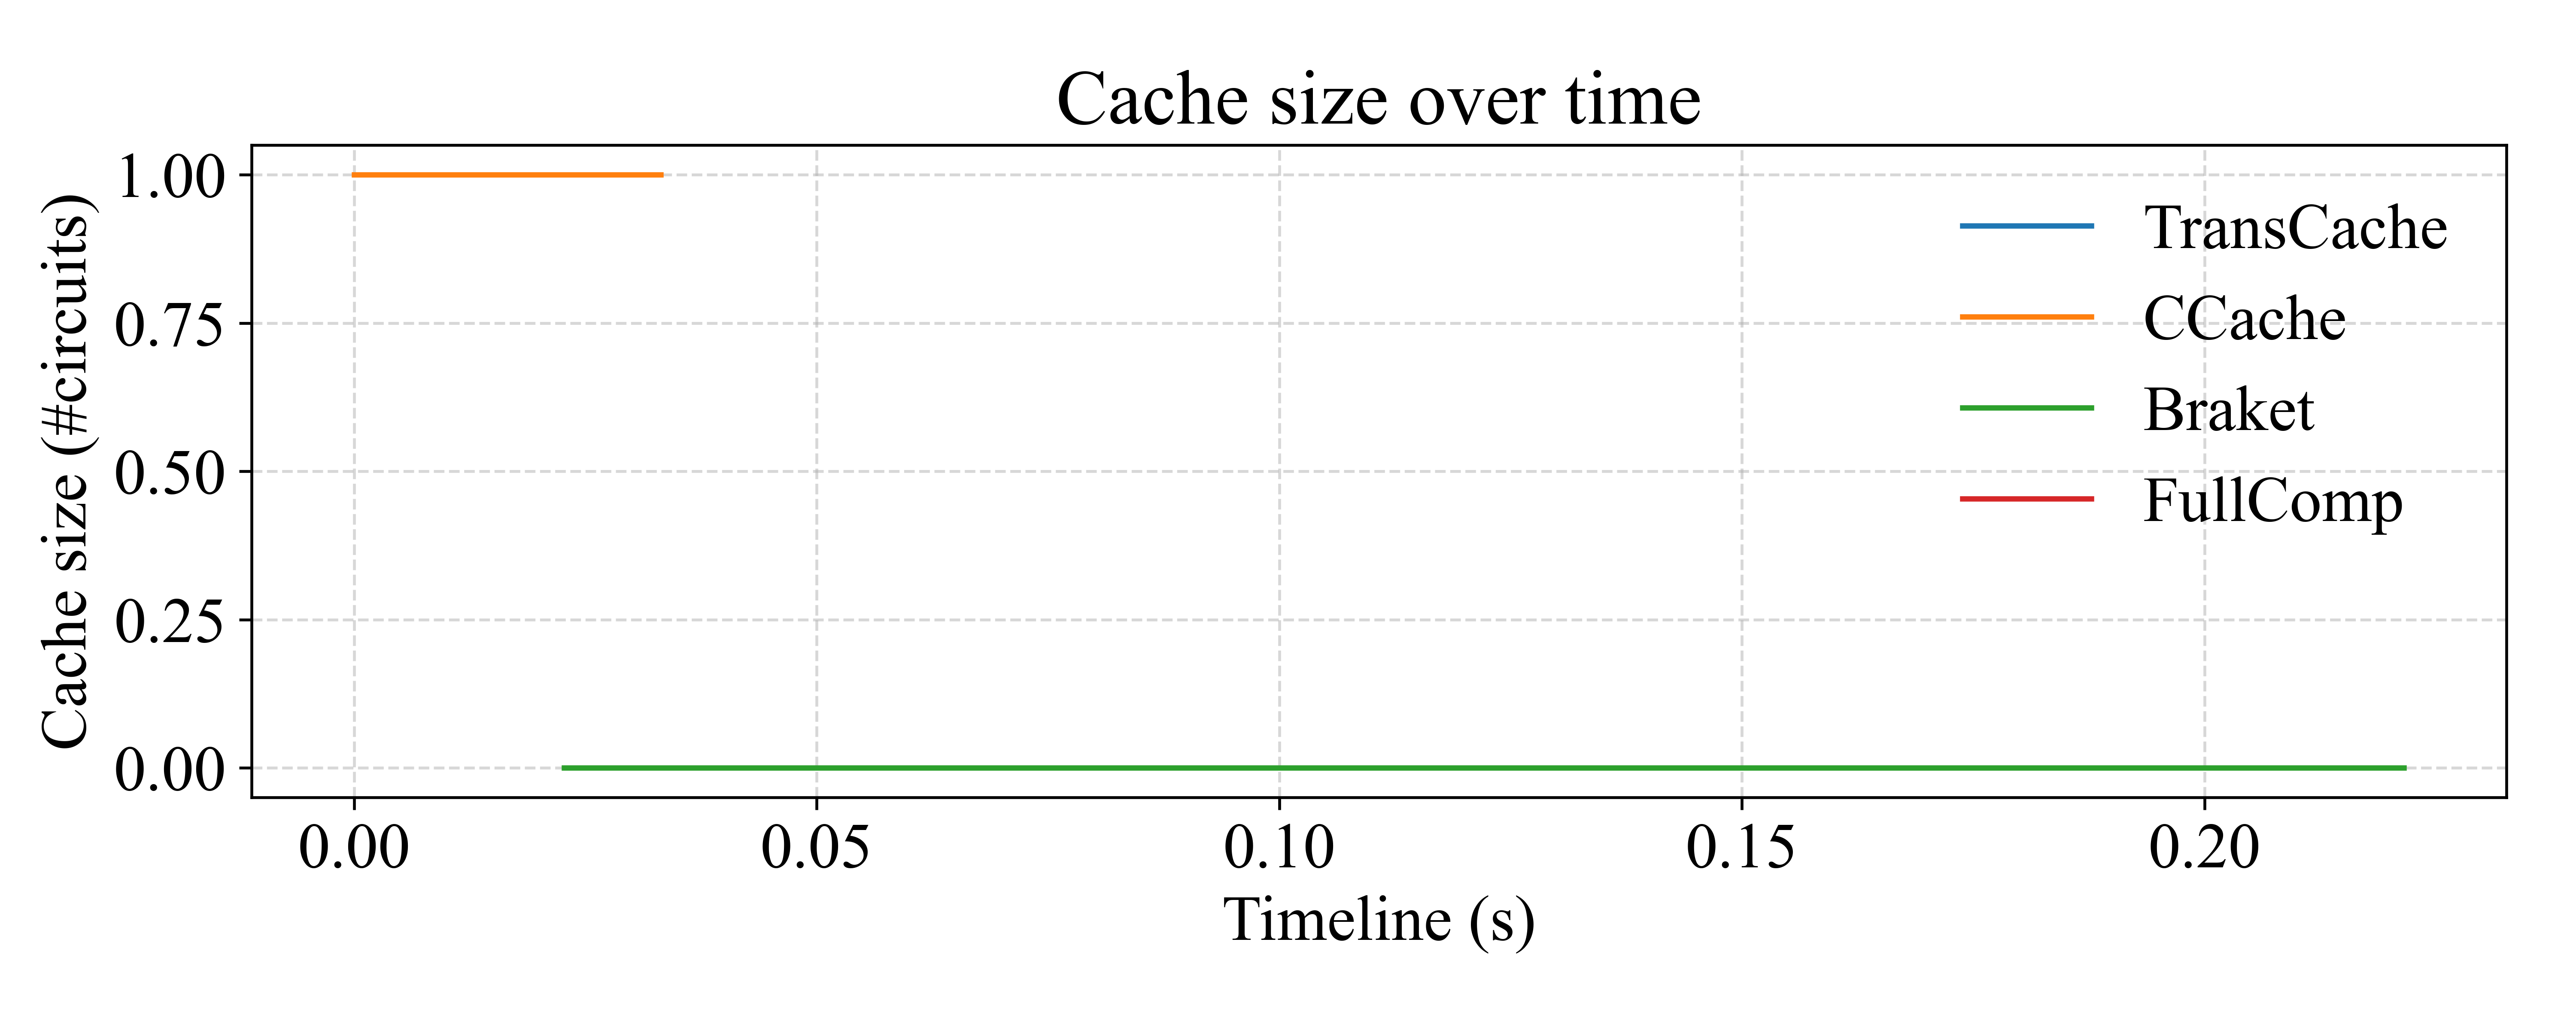 Cache size over time
Cache size (#circuits)
1.00
0.75
0.50
0.25
0.00
TransCache
CCache
Braket
FullComp
0.00 0.05 0.10 0.15 0.20
Timeline (s)